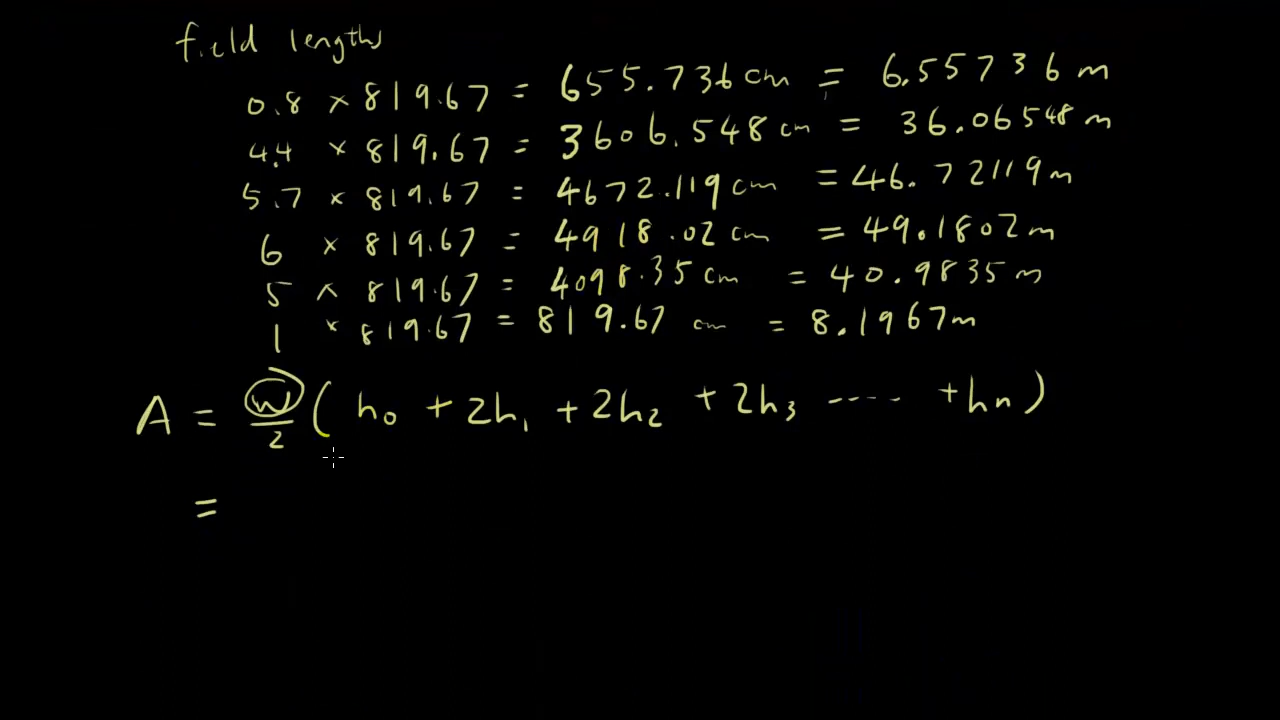 field lengths
0.8 × 819.67 = 655.736 cm = 6.55736 m
4.4 × 819.67 = 3606.548 cm = 36.06548 m
5.7 × 819.67 = 4672.119 cm = 46.72119 m
6 × 819.67 = 4918.02 cm = 49.1802 m
5 × 819.67 = 4098.35 cm = 40.9835 m
1 × 819.67 = 819.67 cm = 8.1967 m
A = w/2 ( h₀ + 2h₁ + 2h₂ + 2h₃ ---- + hn )
=